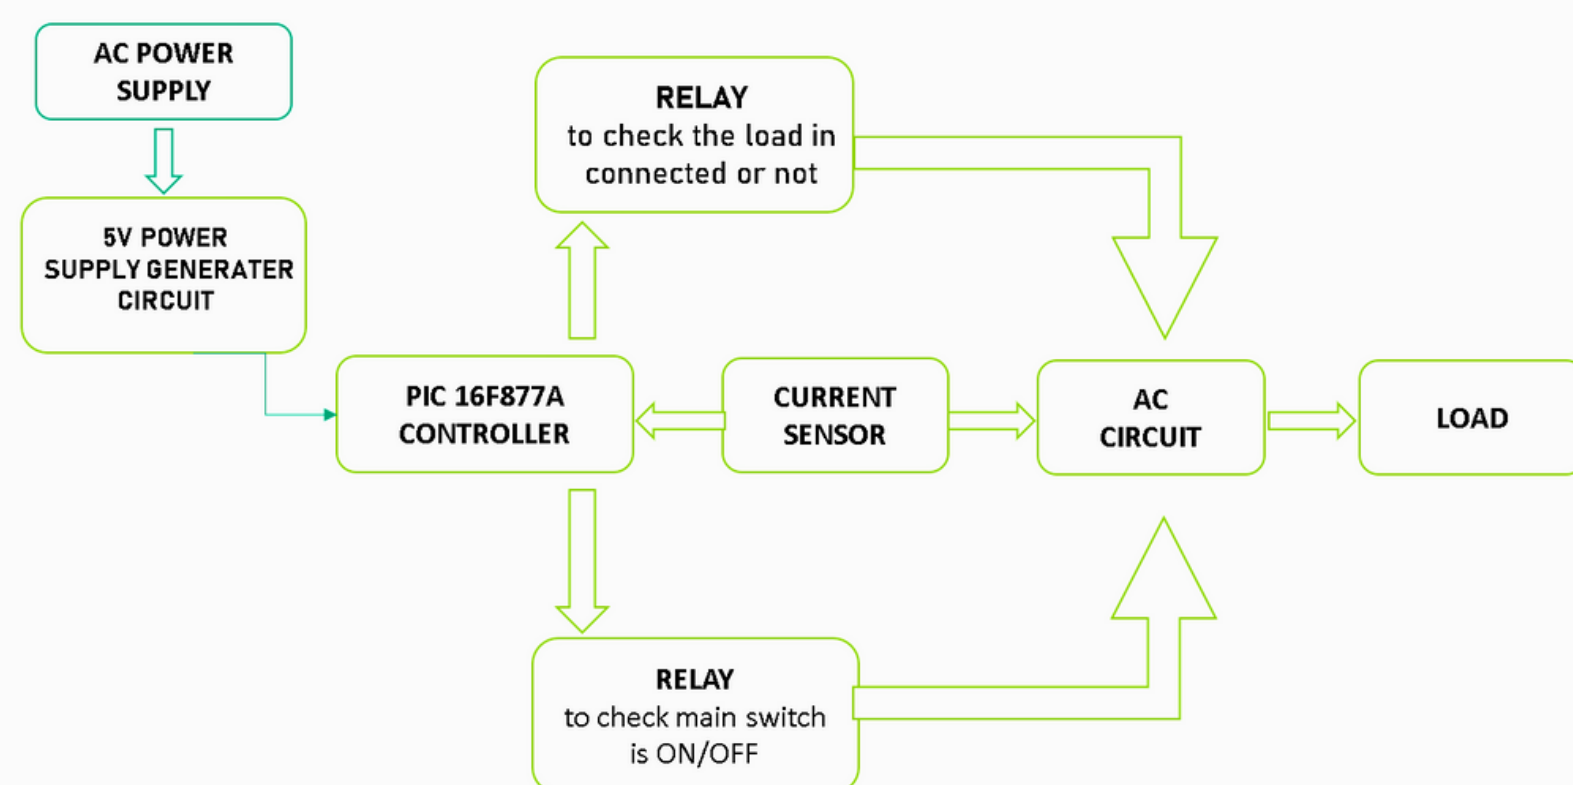 AC POWER
SUPPLY
5V POWER
SUPPLY GENERATER
CIRCUIT
RELAY
to check the load in
connected or not
PIC 16F877A
CONTROLLER
CURRENT
SENSOR
AC
CIRCUIT
LOAD
RELAY
to check main switch
is ON/OFF